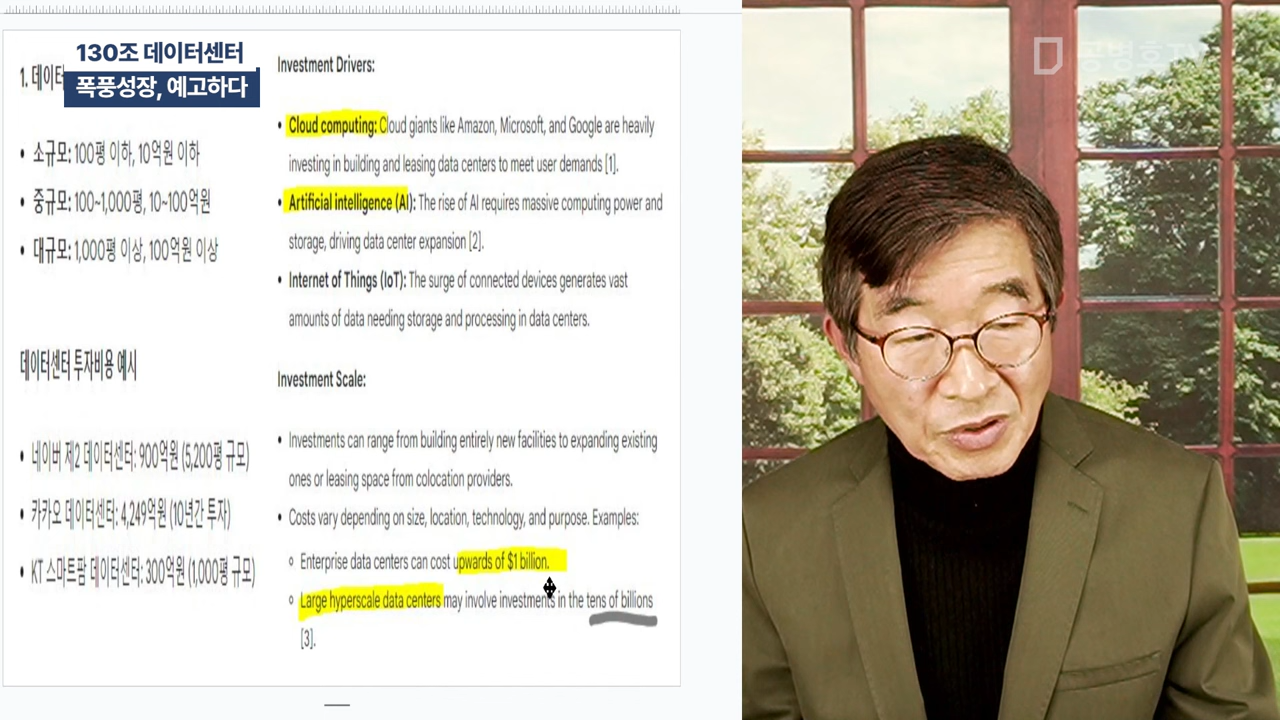 130조 데이터센터
폭풍성장, 예고하다
1. 데이터
• 소규모: 100평 이하, 10억원 이하
• 중규모: 100~1,000평, 10~100억원
• 대규모: 1,000평 이상, 100억원 이상
데이터센터 투자비용 예시
• 네이버 제2 데이터센터: 900억원 (5,200평 규모)
• 카카오 데이터센터: 4,249억원 (10년간 투자)
• KT 스마트팜 데이터센터: 300억원 (1,000평 규모)
Investment Drivers:
• Cloud computing: Cloud giants like Amazon, Microsoft, and Google are heavily
investing in building and leasing data centers to meet user demands [1].
• Artificial intelligence (AI): The rise of AI requires massive computing power and
storage, driving data center expansion [2].
• Internet of Things (IoT): The surge of connected devices generates vast
amounts of data needing storage and processing in data centers.
Investment Scale:
• Investments can range from building entirely new facilities to expanding existing
ones or leasing space from colocation providers.
• Costs vary depending on size, location, technology, and purpose. Examples:
○ Enterprise data centers can cost upwards of $1 billion.
○ Large hyperscale data centers may involve investments in the tens of billions
[3].
공병호TV